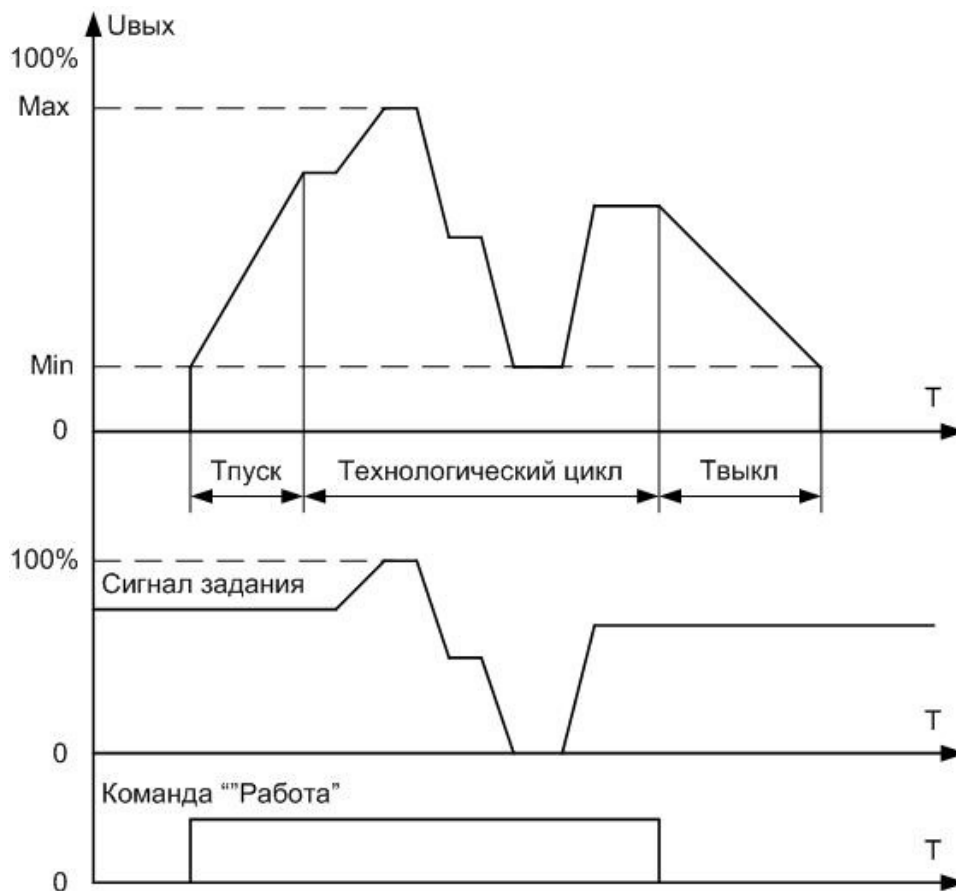 Uвых
100%
Max
Min
T
0
Tпуск
Технологический цикл
Tвыкл
100%
Сигнал задания
T
0
Команда “”Работа”
T
0